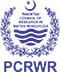 PAKISTAN
COUNCIL OF
RESEARCH IN
WATER RESOURCES
PCRWR